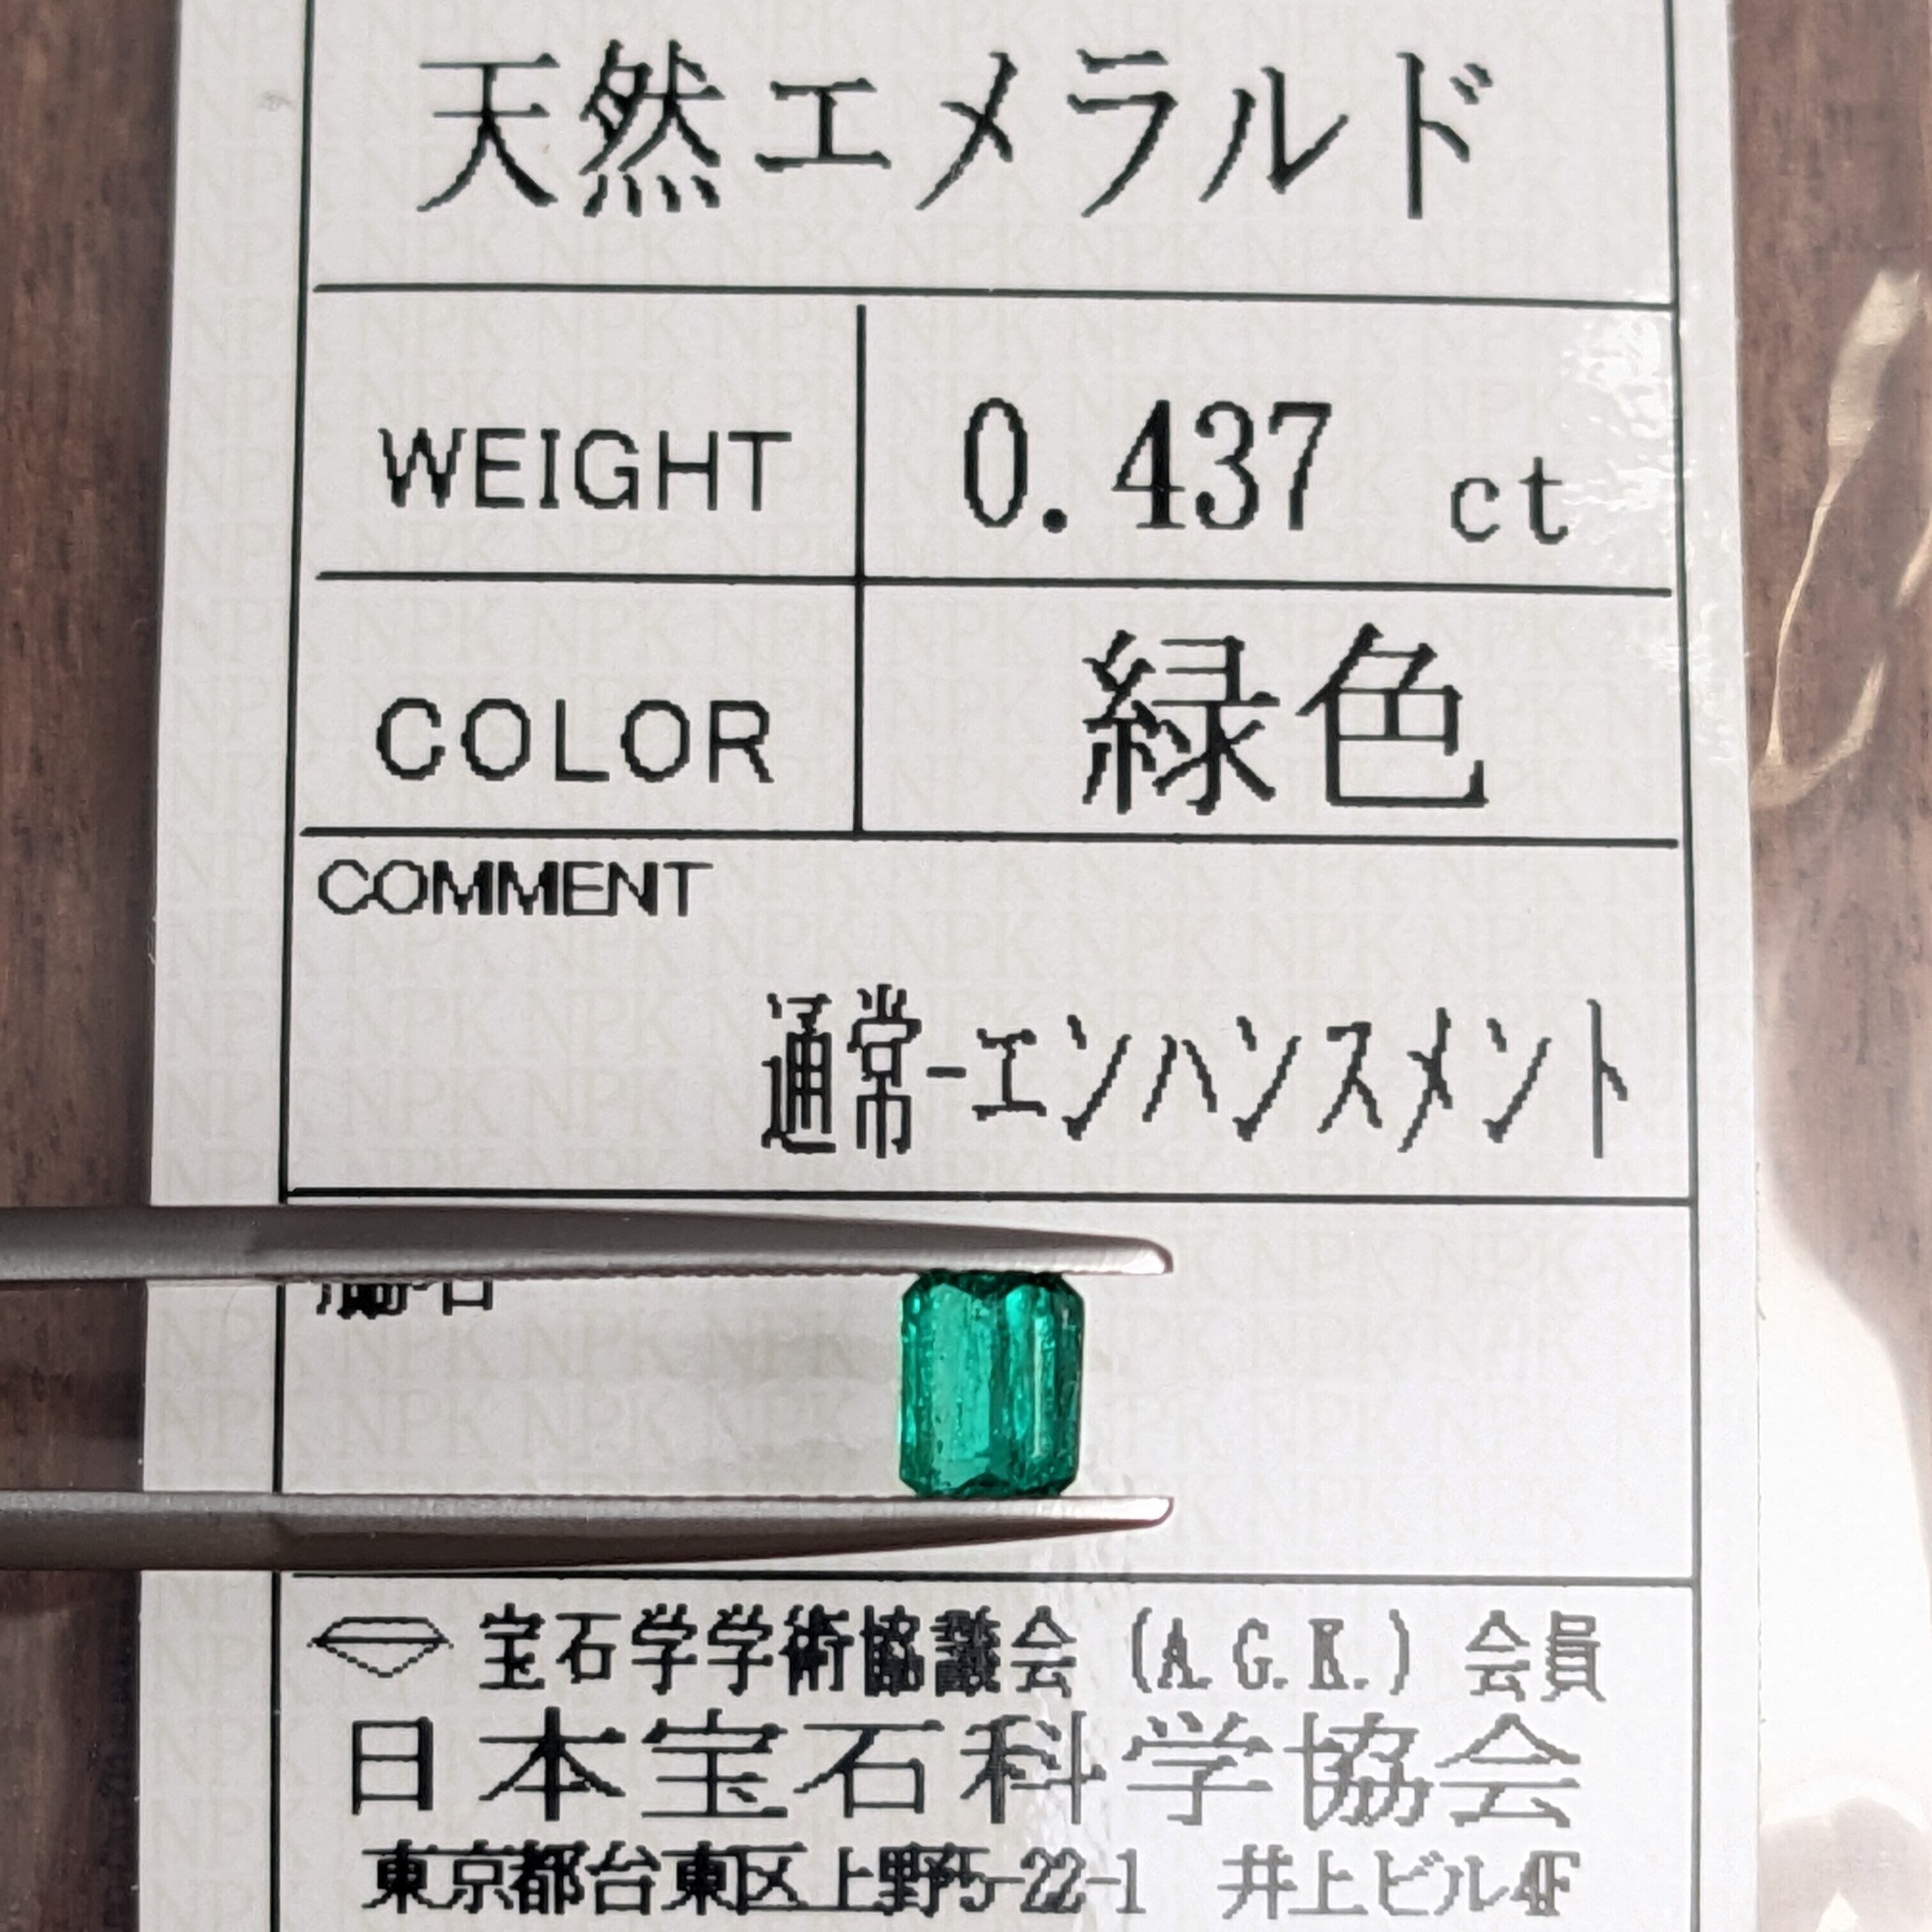 天然エメラルド
WEIGHT 0.437 ct
COLOR 緑色
COMMENT
通常-エンハンスメント
宝石学学術協議会 (A.G.K.) 会員
日本宝石科学協会
東京都台東区上野5-22-1 井上ビル4F